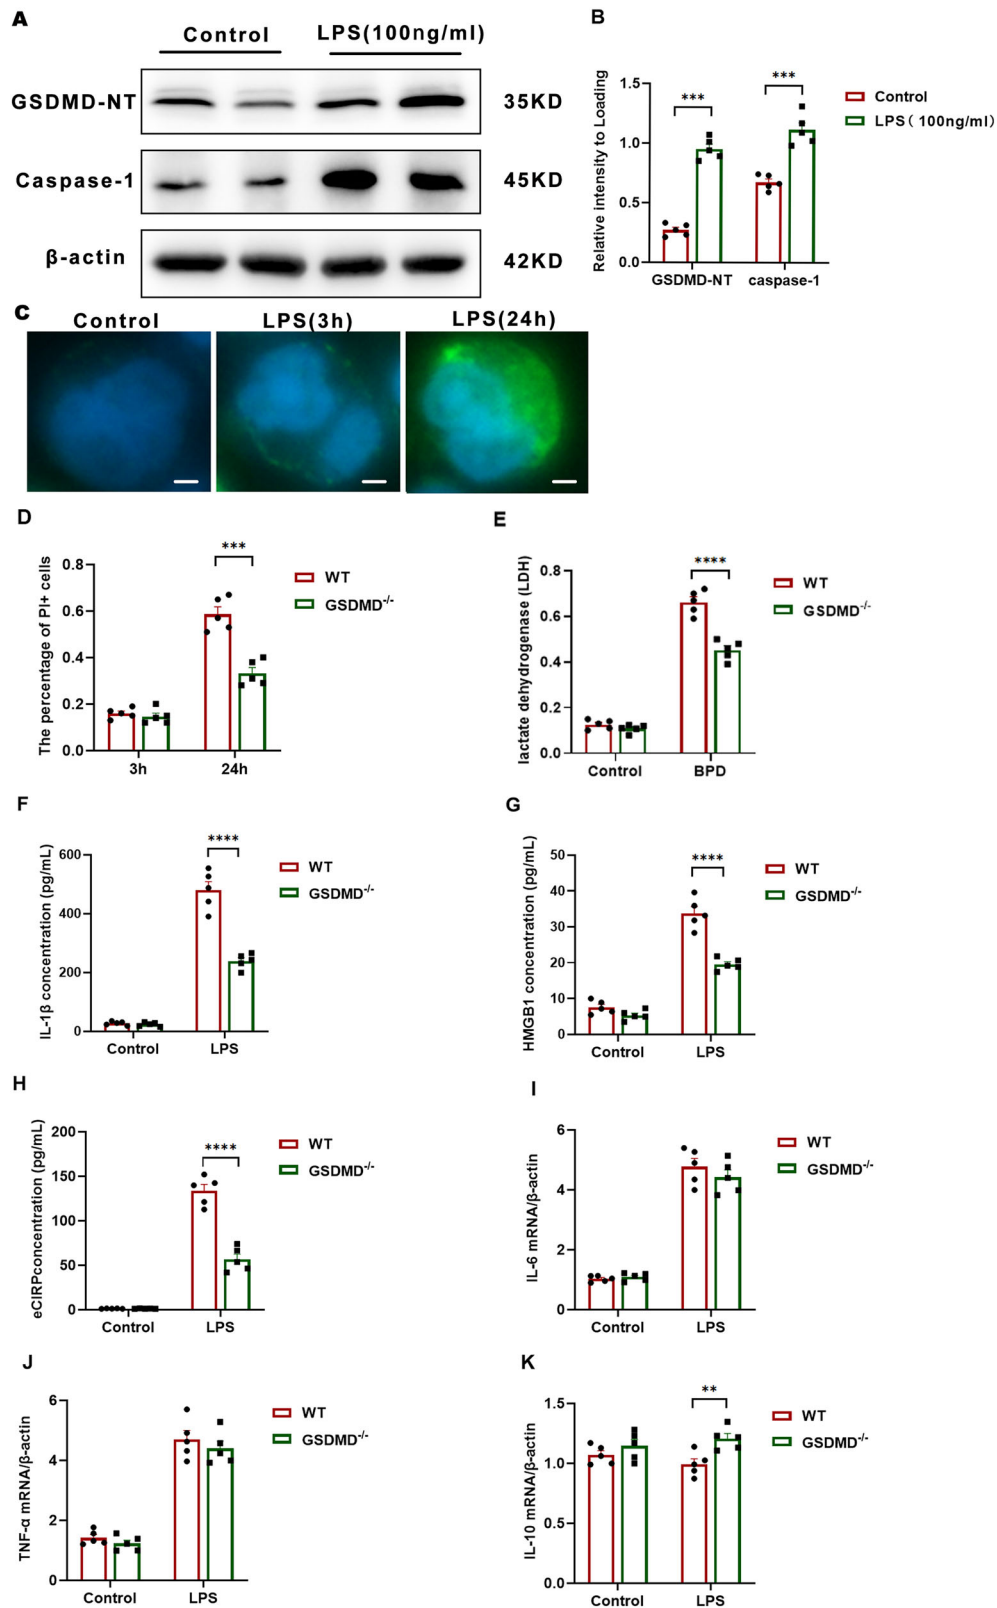 A
Control LPS(100ng/ml)
GSDMD-NT 35KD
Caspase-1 45KD
β-actin 42KD
B
Relative intensity to Loading
1.5
1.0
0.5
0.0
*** ***
GSDMD-NT caspase-1
Control
LPS( 100ng/ml)
C
Control LPS(3h) LPS(24h)
D
The percentage of PI+ cells
0.8
0.6
0.4
0.2
0.0
***
3h 24h
WT
GSDMD-/-
E
lactate dehydrogenase (LDH)
0.8
0.6
0.4
0.2
0.0
****
Control BPD
WT
GSDMD-/-
F
IL-1β concentration (pg/mL)
600
400
200
0
****
Control LPS
WT
GSDMD-/-
G
HMGB1 concentration (pg/mL)
50
40
30
20
10
0
****
Control LPS
WT
GSDMD-/-
H
eCIRPconcentration (pg/mL)
200
150
100
50
0
****
Control LPS
WT
GSDMD-/-
I
IL-6 mRNA/β-actin
6
4
2
0
Control LPS
WT
GSDMD-/-
J
TNF-α mRNA/β-actin
6
4
2
0
Control LPS
WT
GSDMD-/-
K
IL-10 mRNA/β-actin
1.5
1.0
0.5
0.0
**
Control LPS
WT
GSDMD-/-